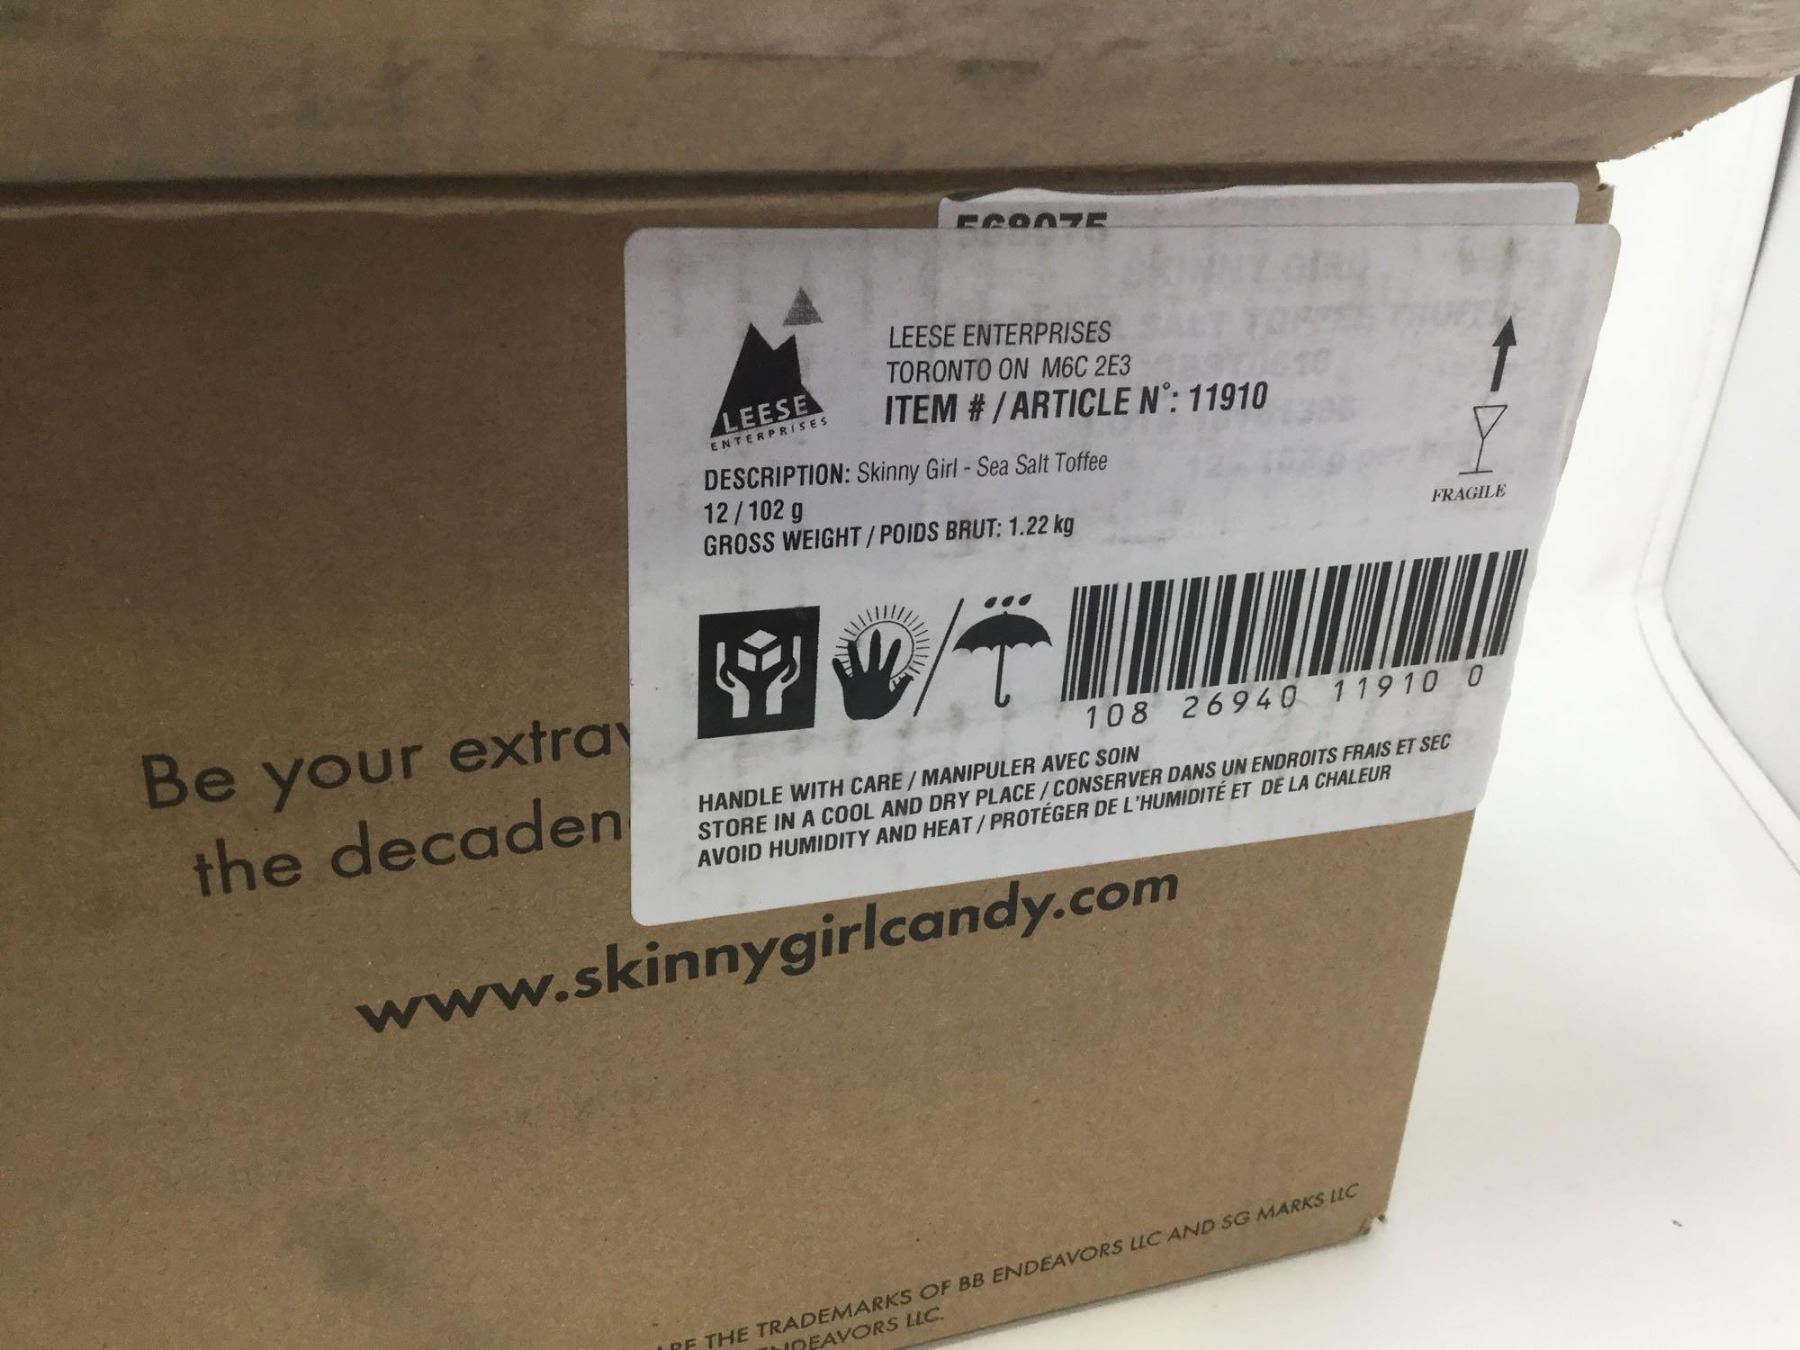 LEESE
ENTERPRISES
LEESE ENTERPRISES
TORONTO ON M6C 2E3
ITEM # / ARTICLE N°: 11910
DESCRIPTION: Skinny Girl - Sea Salt Toffee
12 / 102 g
GROSS WEIGHT / POIDS BRUT: 1.22 kg
FRAGILE
108 26940 11910 0
HANDLE WITH CARE / MANIPULER AVEC SOIN
STORE IN A COOL AND DRY PLACE / CONSERVER DANS UN ENDROITS FRAIS ET SEC
AVOID HUMIDITY AND HEAT / PROTÉGER DE L'HUMIDITÉ ET DE LA CHALEUR
Be your extra
the decaden
www.skinnygirlcandy.com
THE TRADEMARKS OF BB ENDEAVORS LLC AND SG MARKS LLC
DEAVORS LLC.